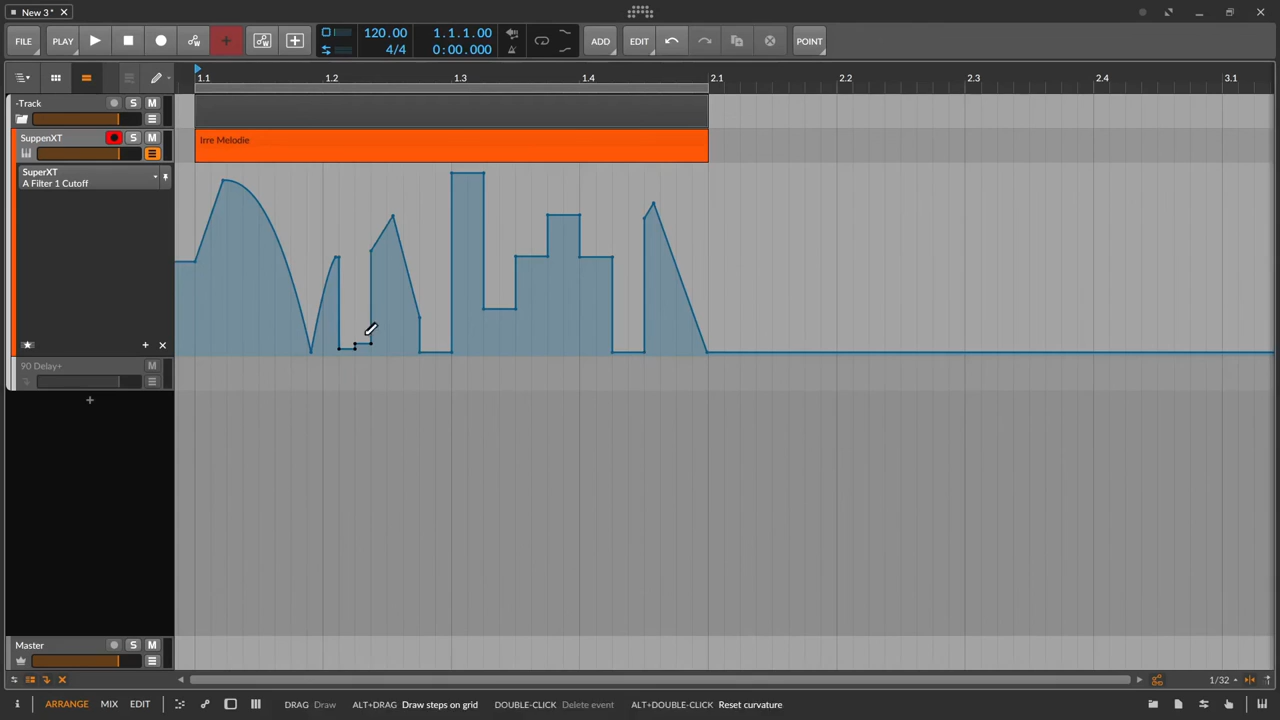 New 3*
FILE
PLAY
120.00
4/4
1.1.1.00
0:00.000
ADD
EDIT
POINT
1.1
1.2
1.3
1.4
2.1
2.2
2.3
2.4
3.1
-Track
S
M
SuppenXT
S
M
Irre Melodie
SuperXT
A Filter 1 Cutoff
90 Delay+
M
Master
S
M
1/32
ARRANGE
MIX
EDIT
DRAG Draw
ALT+DRAG Draw steps on grid
DOUBLE-CLICK Delete event
ALT+DOUBLE-CLICK Reset curvature